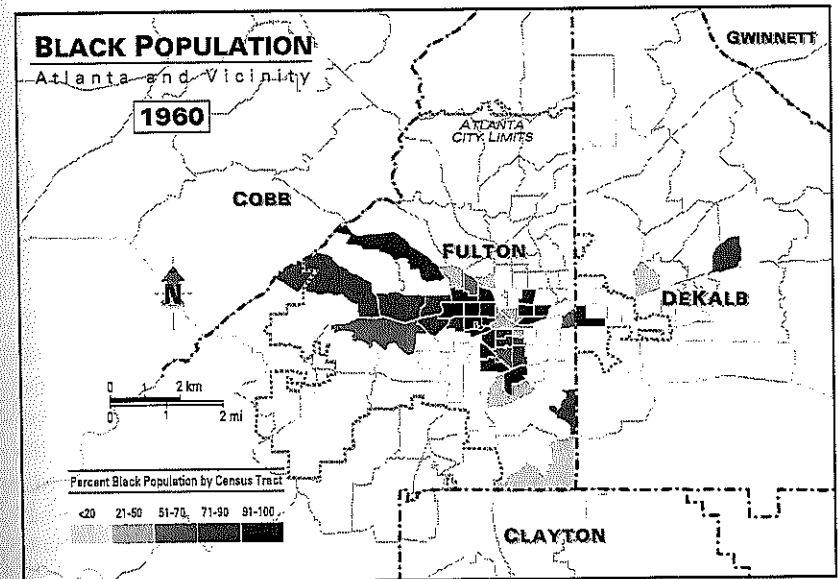 BLACK POPULATION
Atlanta and Vicinity
1960
GWINNETT
ATLANTA
CITY LIMITS
COBB
FULTON
N
DEKALB
0 1 2 km
0 1 2 mi
Percent Black Population by Census Tract
<20 21-50 51-70 71-90 91-100
CLAYTON